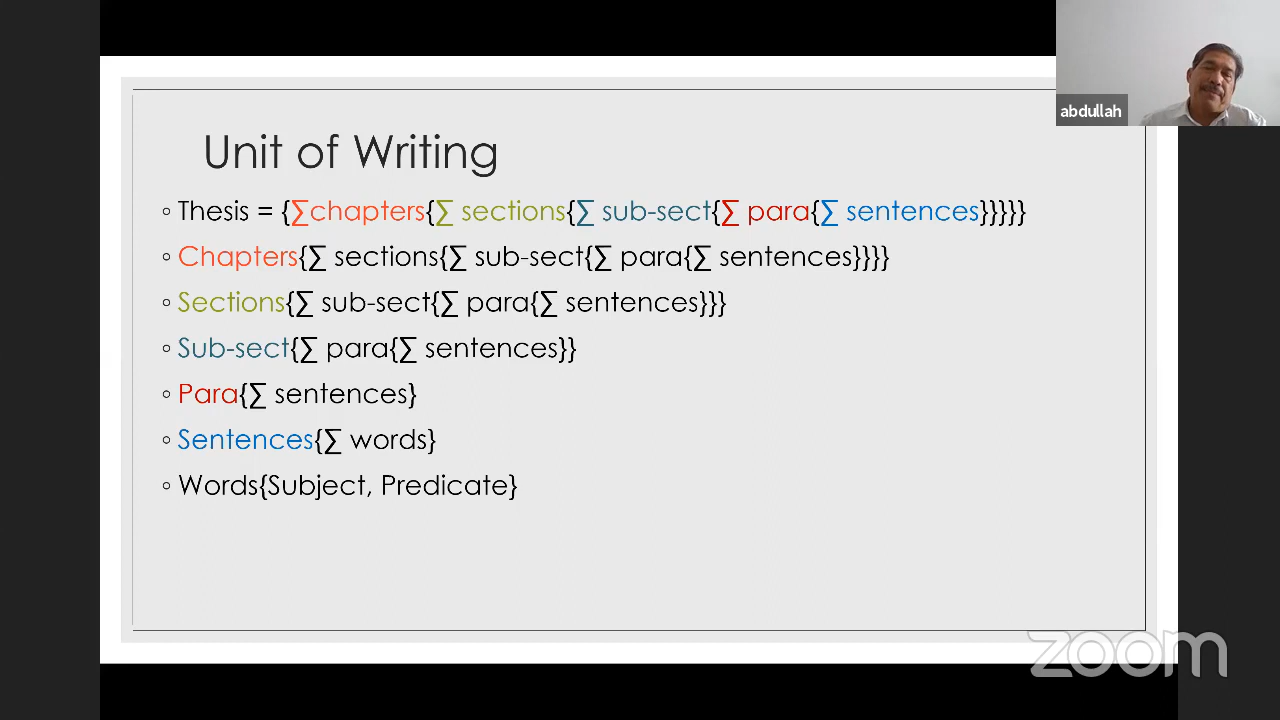 abdullah
Unit of Writing
◦ Thesis = {∑chapters{∑ sections{∑ sub-sect{∑ para{∑ sentences}}}}}
◦ Chapters{∑ sections{∑ sub-sect{∑ para{∑ sentences}}}}
◦ Sections{∑ sub-sect{∑ para{∑ sentences}}}
◦ Sub-sect{∑ para{∑ sentences}}
◦ Para{∑ sentences}
◦ Sentences{∑ words}
◦ Words{Subject, Predicate}
zoom